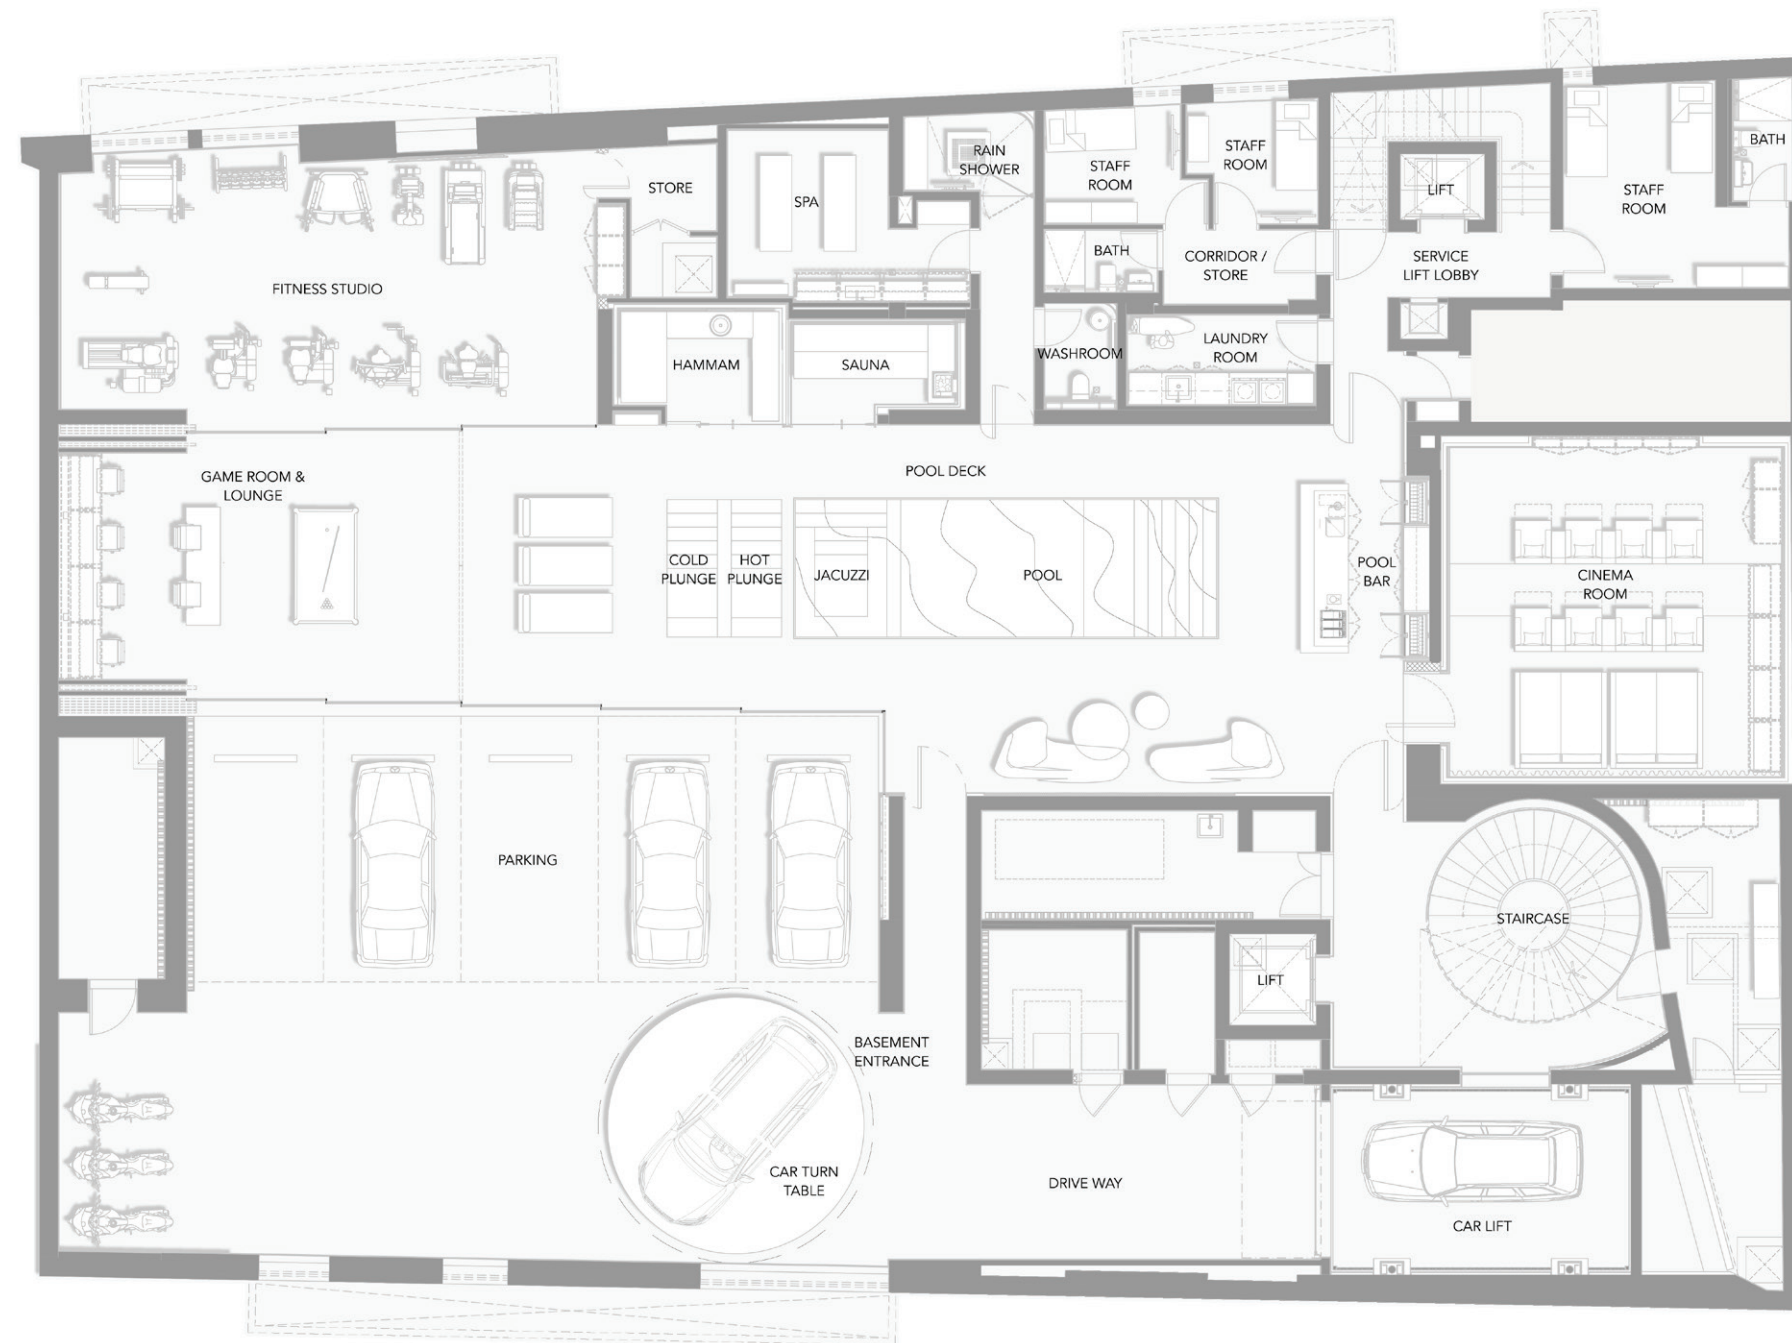 RAIN
SHOWER
STAFF
ROOM
STAFF
ROOM
BATH
STORE
SPA
LIFT
STAFF
ROOM
BATH
CORRIDOR /
STORE
SERVICE
LIFT LOBBY
FITNESS STUDIO
HAMMAM
SAUNA
WASHROOM
LAUNDRY
ROOM
GAME ROOM &
LOUNGE
POOL DECK
COLD
PLUNGE
HOT
PLUNGE
JACUZZI
POOL
POOL
BAR
CINEMA
ROOM
PARKING
STAIRCASE
LIFT
BASEMENT
ENTRANCE
CAR TURN
TABLE
DRIVE WAY
CAR LIFT